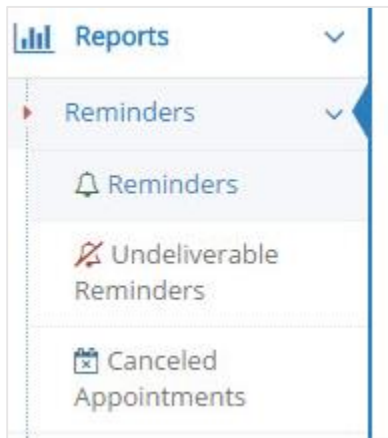 Reports
Reminders
Reminders
Undeliverable
Reminders
Canceled
Appointments